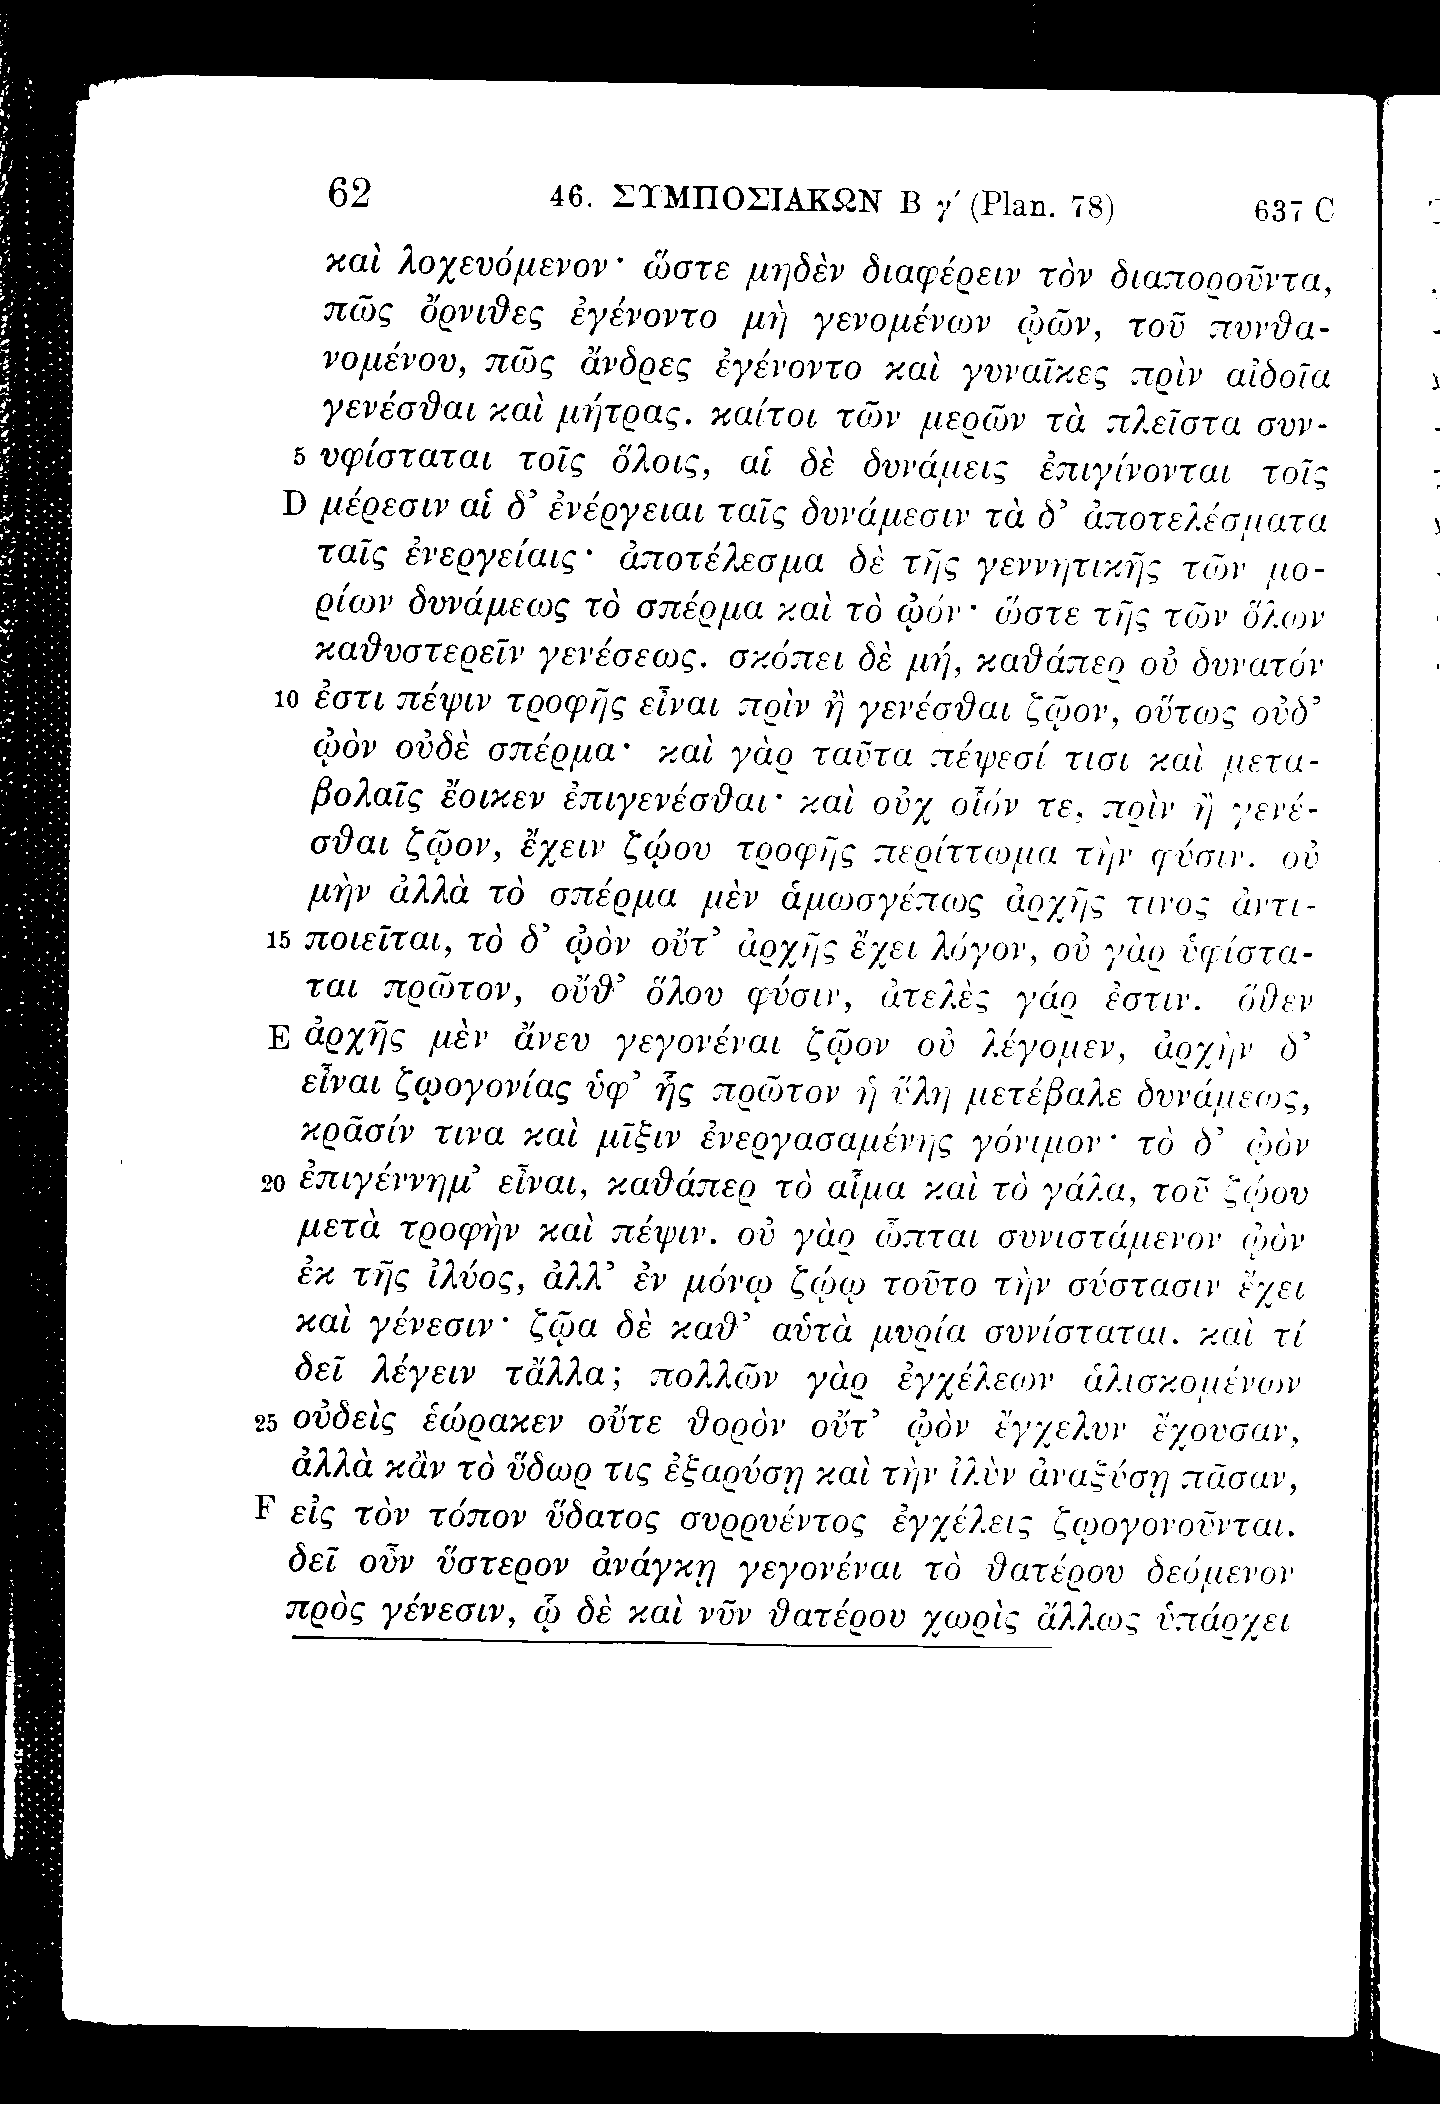 62 46. ΣΥΜΠΟΣΙΑΚΩΝ Β γ′ (Plan. 78) 637 C
καὶ λοχευόμενον· ὥστε μηδὲν διαφέρειν τὸν διαποροῦντα,
πῶς ὄρνιθες ἐγένοντο μὴ γενομένων ᾠῶν, τοῦ πυνθα-
νομένου, πῶς ἄνδρες ἐγένοντο καὶ γυναῖκες πρὶν αἰδοῖα
γενέσθαι καὶ μήτρας. καίτοι τῶν μερῶν τὰ πλεῖστα συν-
5 υφίσταται τοῖς ὅλοις, αἱ δὲ δυνάμεις ἐπιγίνονται τοῖς
D μέρεσιν αἱ δ’ ἐνέργειαι ταῖς δυνάμεσιν τὰ δ’ ἀποτελέσματα
ταῖς ἐνεργείαις· ἀποτέλεσμα δὲ τῆς γεννητικῆς τῶν μο-
ρίων δυνάμεως τὸ σπέρμα καὶ τὸ ᾠόν· ὥστε τῆς τῶν ὅλων
καθυστερεῖν γενέσεως. σκόπει δὲ μή, καθάπερ οὐ δυνατόν
10 ἐστι πέψιν τροφῆς εἶναι πρὶν ἢ γενέσθαι ζῷον, οὕτως οὐδ’
ᾠὸν οὐδὲ σπέρμα· καὶ γὰρ ταῦτα πέψεσί τισι καὶ μετα-
βολαῖς ἔοικεν ἐπιγενέσθαι· καὶ οὐχ οἷόν τε, πρὶν ἢ γενέ-
σθαι ζῷον, ἔχειν ζῴου τροφῆς περίττωμα τὴν φύσιν. οὐ
μὴν ἀλλὰ τὸ σπέρμα μὲν ἁμωσγέπως ἀρχῆς τινος ἀντι-
15 ποιεῖται, τὸ δ’ ᾠὸν οὔτ’ ἀρχῆς ἔχει λόγον, οὐ γὰρ ὑφίστα-
ται πρῶτον, οὔθ’ ὅλου φύσιν, ἀτελὲς γάρ ἐστιν. ὅθεν
E ἀρχῆς μὲν ἄνευ γεγονέναι ζῷον οὐ λέγομεν, ἀρχὴν δ’
εἶναι ζῳογονίας ὑφ’ ἧς πρῶτον ἡ ὕλη μετέβαλε δυνάμεως,
κρᾶσίν τινα καὶ μῖξιν ἐνεργασαμένης γόνιμον· τὸ δ’ ᾠὸν
20 ἐπιγέννημ’ εἶναι, καθάπερ τὸ αἷμα καὶ τὸ γάλα, τοῦ ζῴου
μετὰ τροφὴν καὶ πέψιν. οὐ γὰρ ὦπται συνιστάμενον ᾠὸν
ἐκ τῆς ἰλύος, ἀλλ’ ἐν μόνῳ ζῴῳ τοῦτο τὴν σύστασιν ἔχει
καὶ γένεσιν· ζῷα δὲ καθ’ αὑτὰ μυρία συνίσταται. καὶ τί
δεῖ λέγειν τἄλλα; πολλῶν γὰρ ἐγχέλεων ἁλισκομένων
25 οὐδεὶς ἑώρακεν οὔτε θορὸν οὔτ’ ᾠὸν ἔγχελυν ἔχουσαν,
ἀλλὰ κἂν τὸ ὕδωρ τις ἐξαρύσῃ καὶ τὴν ἰλὺν ἀναξύσῃ πᾶσαν,
F εἰς τὸν τόπον ὕδατος συρρυέντος ἐγχέλεις ζῳογονοῦνται.
δεῖ οὖν ὕστερον ἀνάγκῃ γεγονέναι τὸ θατέρου δεόμενον
πρὸς γένεσιν, ᾧ δὲ καὶ νῦν θατέρου χωρὶς ἄλλως ὑπάρχει